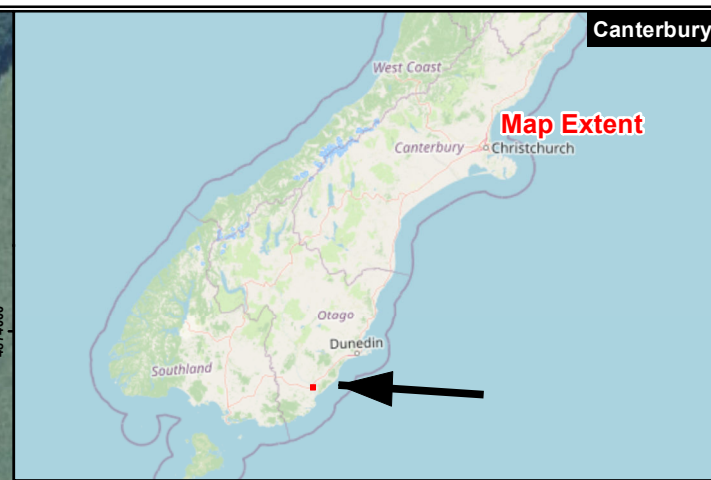 Canterbury
West Coast
Map Extent
Canterbury
Christchurch
Otago
Dunedin
Southland